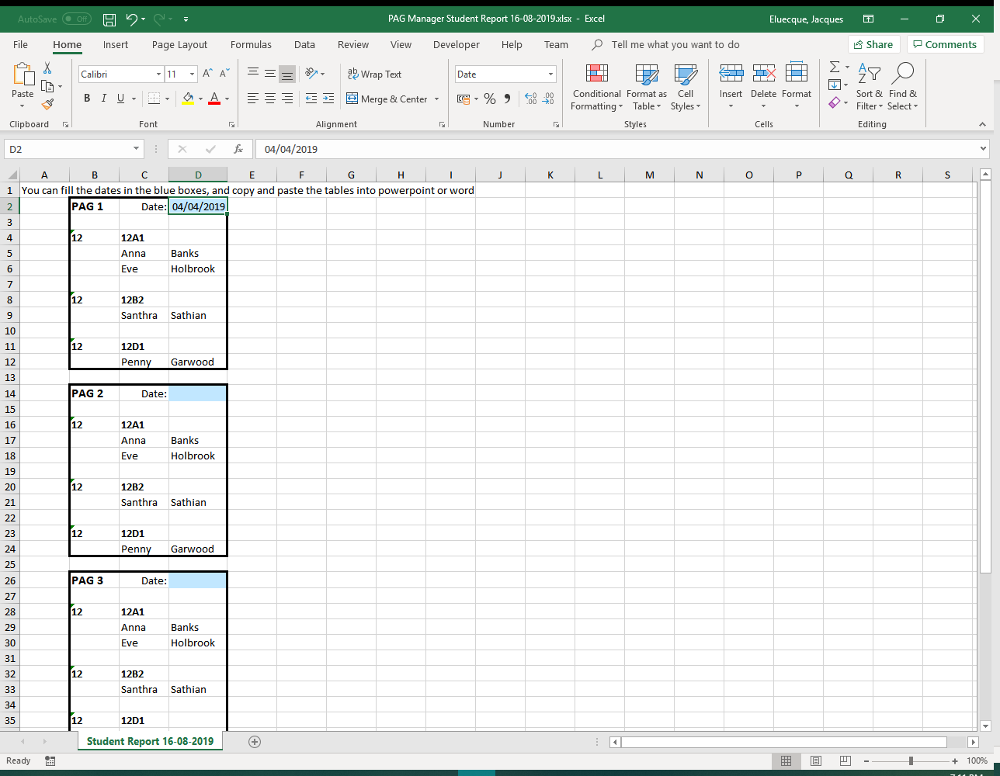 AutoSave Off PAG Manager Student Report 16-08-2019.xlsx - Excel Eluecque, Jacques
File Home Insert Page Layout Formulas Data Review View Developer Help Team Tell me what you want to do Share Comments
Paste Calibri 11 Wrap Text Date Conditional Formatting Format as Table Cell Styles Insert Delete Format Sort & Filter Find & Select
B I U A Merge & Center % 
Clipboard Font Alignment Number Styles Cells Editing
D2 fx 04/04/2019
A B C D E F G H I J K L M N O P Q R S
1 You can fill the dates in the blue boxes, and copy and paste the tables into powerpoint or word
2 PAG 1 Date: 04/04/2019
3
4 12 12A1
5 Anna Banks
6 Eve Holbrook
7
8 12 12B2
9 Santhra Sathian
10
11 12 12D1
12 Penny Garwood
13
14 PAG 2 Date:
15
16 12 12A1
17 Anna Banks
18 Eve Holbrook
19
20 12 12B2
21 Santhra Sathian
22
23 12 12D1
24 Penny Garwood
25
26 PAG 3 Date:
27
28 12 12A1
29 Anna Banks
30 Eve Holbrook
31
32 12 12B2
33 Santhra Sathian
34
35 12 12D1
Student Report 16-08-2019
Ready 100%